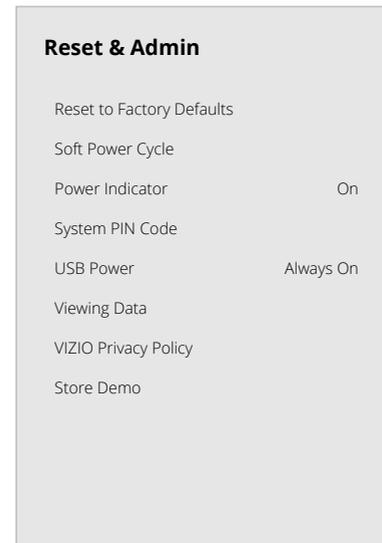 Reset & Admin
Reset to Factory Defaults
Soft Power Cycle
Power Indicator On
System PIN Code
USB Power Always On
Viewing Data
VIZIO Privacy Policy
Store Demo